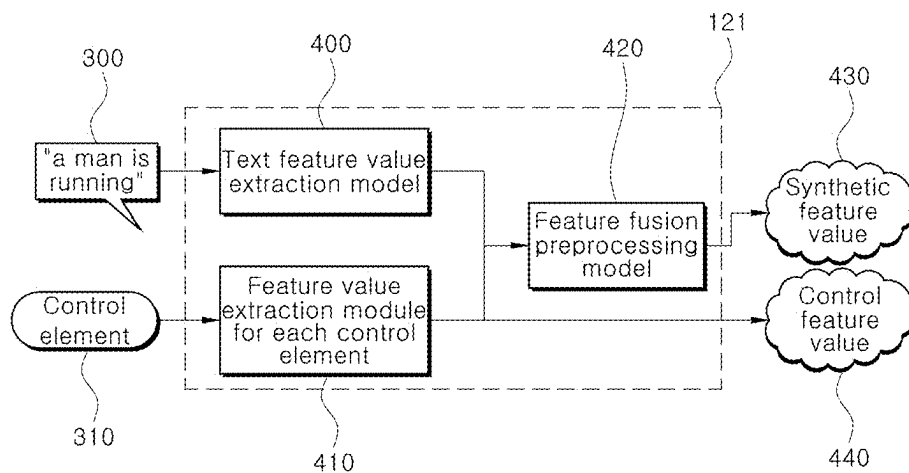 121
300
400
420
430
"a man is
running"
Text feature value
extraction model
Feature fusion
preprocessing
model
Synthetic
feature
value
Control
element
Feature value
extraction module
for each control
element
Control
feature
value
310
410
440